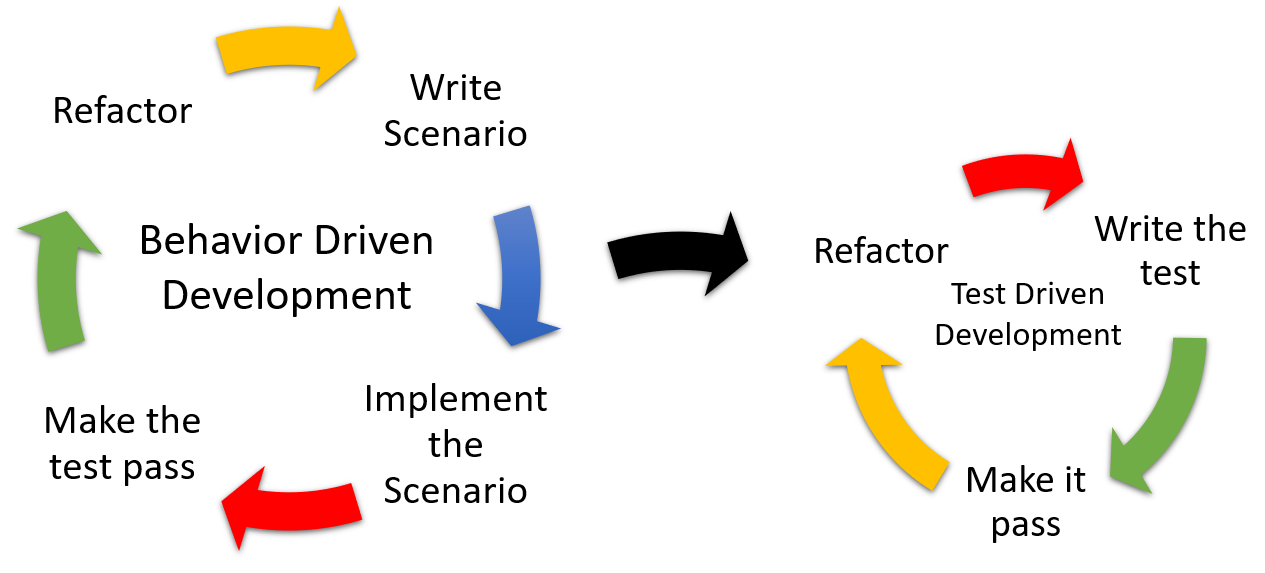 Refactor
Write
Scenario
Behavior Driven
Development
Implement
the
Scenario
Make the
test pass
Refactor
Write the
test
Test Driven
Development
Make it
pass